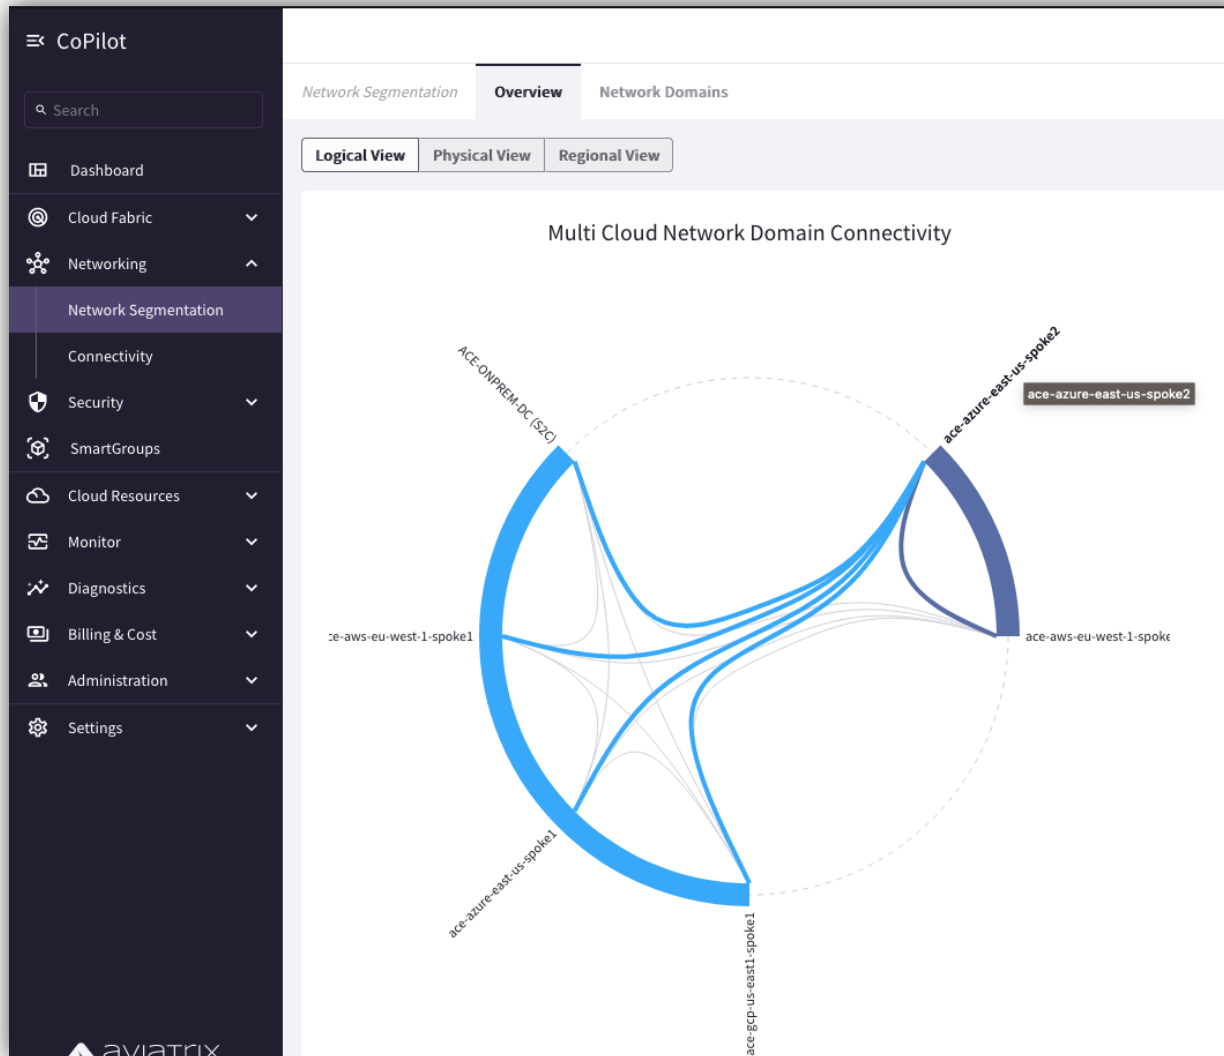 CoPilot
Search
Dashboard
Cloud Fabric
Networking
Network Segmentation
Connectivity
Security
SmartGroups
Cloud Resources
Monitor
Diagnostics
Billing & Cost
Administration
Settings
AVIATRIX
Network Segmentation
Overview
Network Domains
Logical View
Physical View
Regional View
Multi Cloud Network Domain Connectivity
ACE-ONPREM-DC (S2C)
ace-azure-east-us-spoke2
ace-azure-east-us-spoke2
:e-aws-eu-west-1-spoke1
ace-aws-eu-west-1-spoke
ace-azure-east-us-spoke1
ace-gcp-us-east1-spoke1